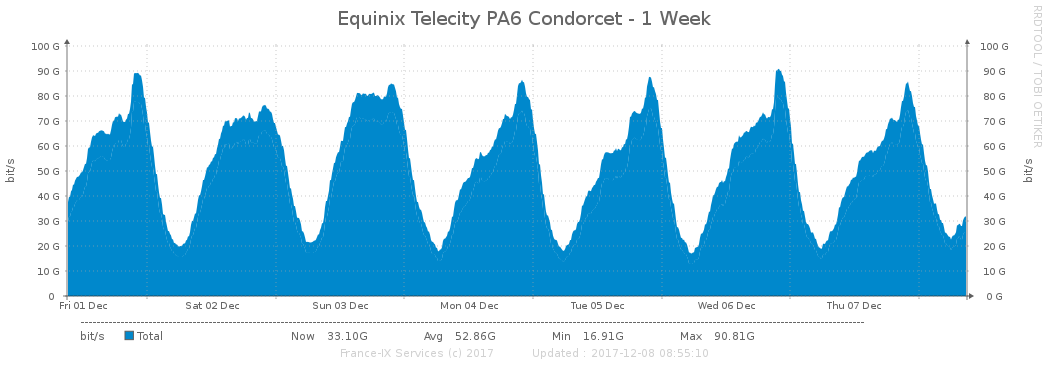 Equinix Telecity PA6 Condorcet - 1 Week
RRDTOOL / TOBI OETIKER
100 G 100 G
90 G 90 G
80 G 80 G
70 G 70 G
60 G 60 G
50 G 50 G
40 G 40 G
30 G 30 G
20 G 20 G
10 G 10 G
0 0 G
bit/s bit/s
Fri 01 Dec Sat 02 Dec Sun 03 Dec Mon 04 Dec Tue 05 Dec Wed 06 Dec Thu 07 Dec
bit/s Total Now 33.10G Avg 52.86G Min 16.91G Max 90.81G
France-IX Services (c) 2017 Updated : 2017-12-08 08:55:10